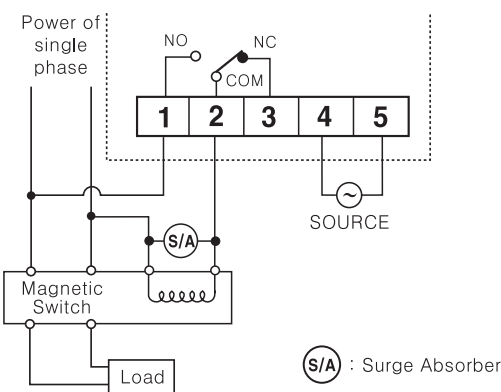 Power of
single
phase
NO
NC
COM
1 2 3 4 5
SOURCE
S/A
Magnetic
Switch
Load
S/A : Surge Absorber